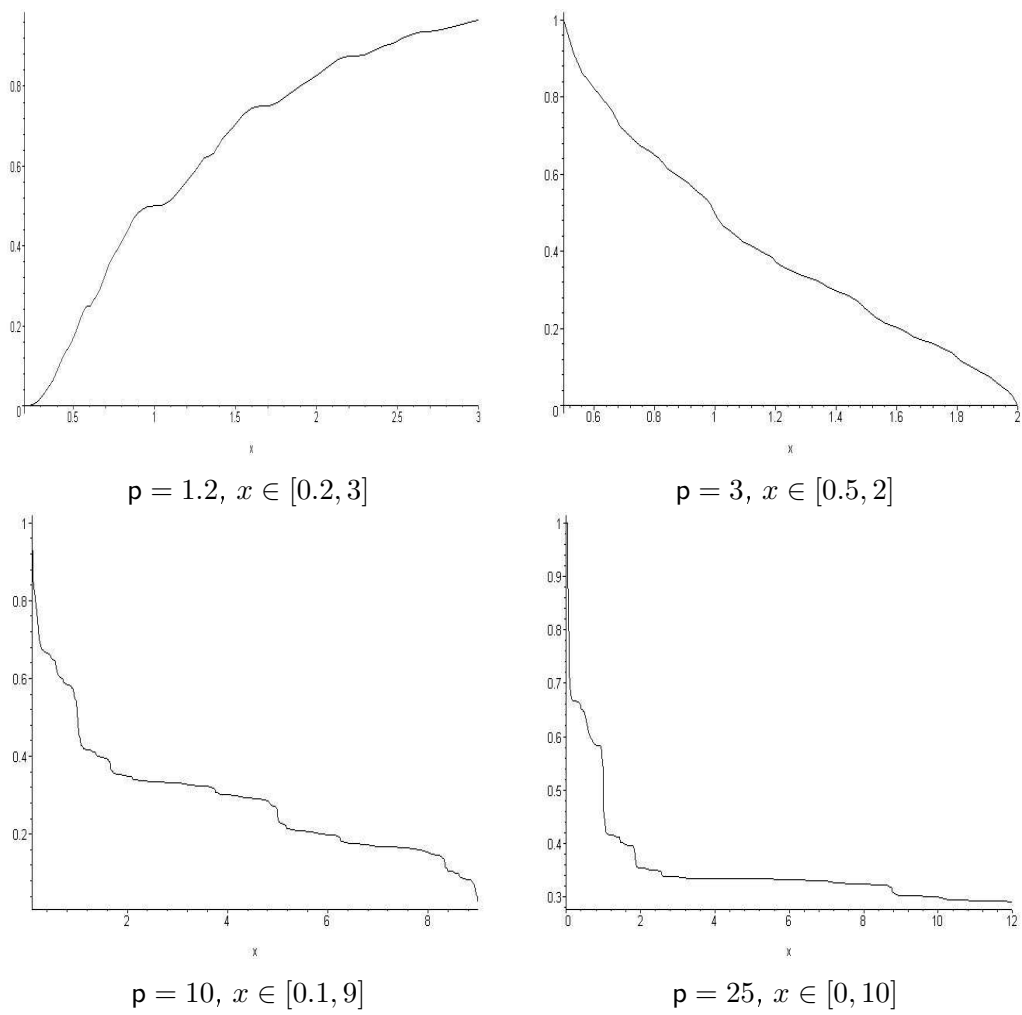 0.8
0.6
0.4
0.2
0
0.5 1 1.5 2 2.5 3
x
p = 1.2, x ∈ [0.2, 3]
1
0.8
0.6
0.4
0.2
0
0.6 0.8 1 1.2 1.4 1.6 1.8 2
x
p = 3, x ∈ [0.5, 2]
1
0.8
0.6
0.4
0.2
2 4 6 8
x
p = 10, x ∈ [0.1, 9]
1
0.9
0.8
0.7
0.6
0.5
0.4
0.3
0 2 4 6 8 10 12
x
p = 25, x ∈ [0, 10]